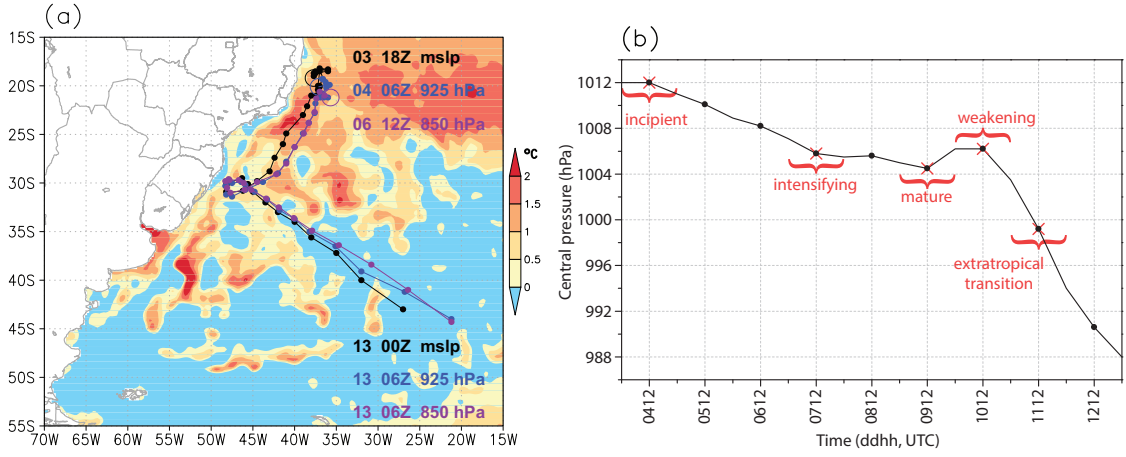 (a)
15S
20S
25S
30S
35S
40S
45S
50S
55S
70W 65W 60W 55W 50W 45W 40W 35W 30W 25W 20W 15W
03 18Z mslp
04 06Z 925 hPa
06 12Z 850 hPa
13 00Z mslp
13 06Z 925 hPa
13 06Z 850 hPa
°C
2
1.5
1
0.5
0
(b)
Central pressure (hPa)
1012
1008
1004
1000
996
992
988
incipient
intensifying
mature
weakening
extratropical
transition
0412 0512 0612 0712 0812 0912 1012 1112 1212
Time (ddhh, UTC)